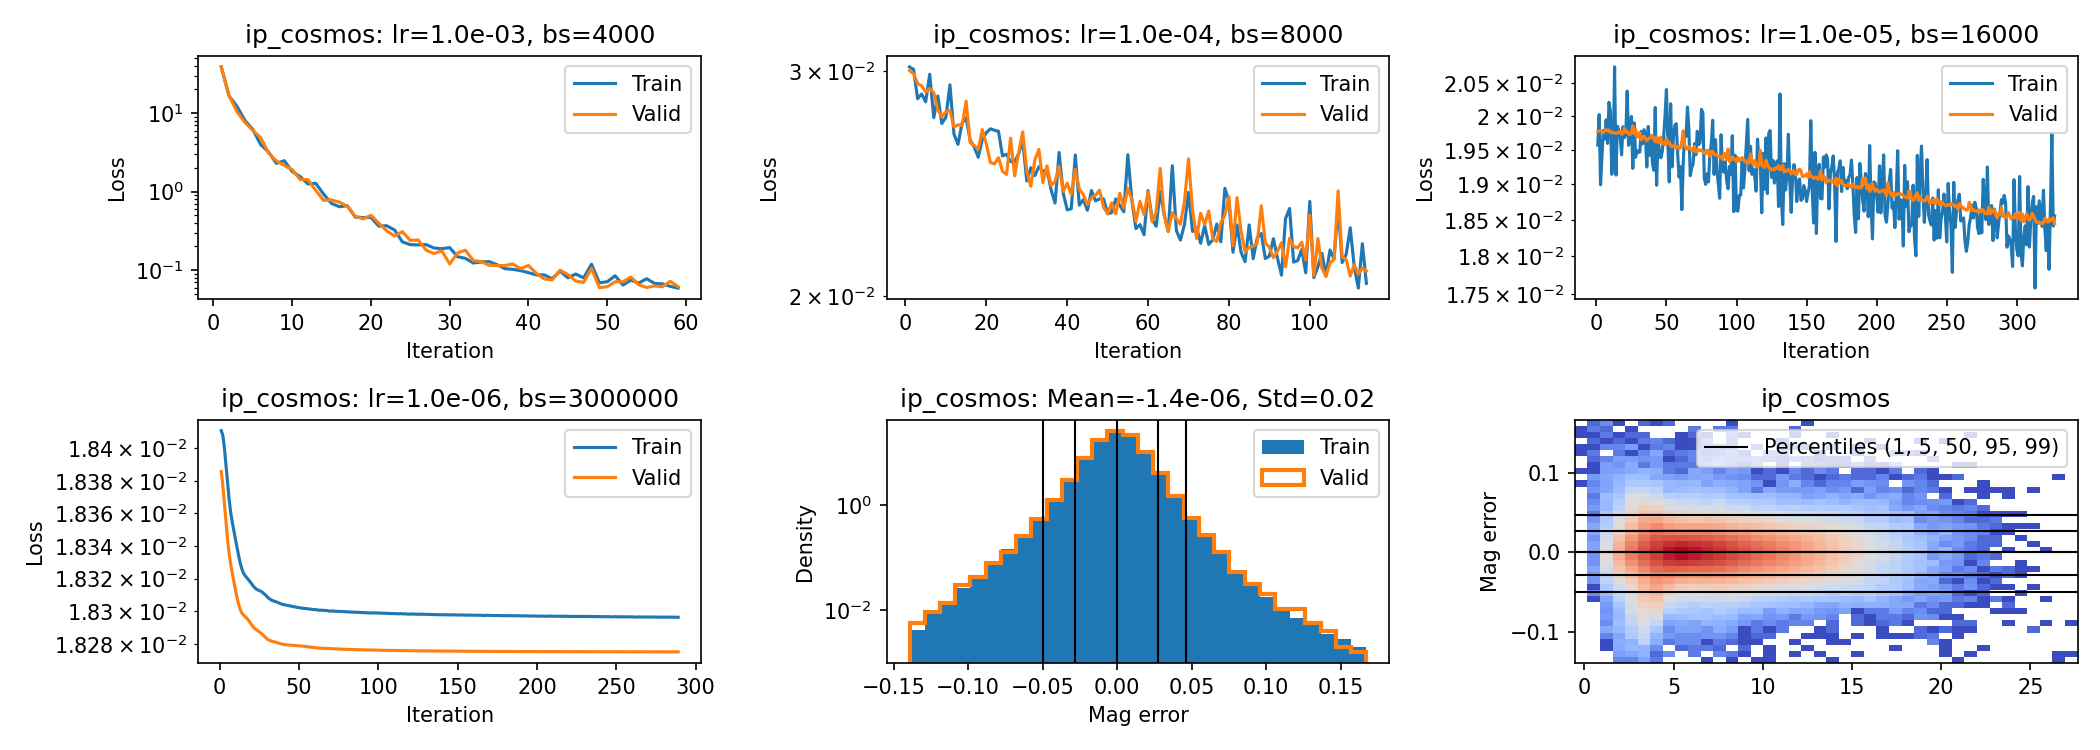 ip_cosmos: lr=1.0e-03, bs=4000
Loss
10¹
10⁰
10⁻¹
Train
Valid
0 10 20 30 40 50 60
Iteration
ip_cosmos: lr=1.0e-04, bs=8000
Loss
3 × 10⁻²
2 × 10⁻²
Train
Valid
0 20 40 60 80 100
Iteration
ip_cosmos: lr=1.0e-05, bs=16000
Loss
2.05 × 10⁻²
2 × 10⁻²
1.95 × 10⁻²
1.9 × 10⁻²
1.85 × 10⁻²
1.8 × 10⁻²
1.75 × 10⁻²
Train
Valid
0 50 100 150 200 250 300
Iteration
ip_cosmos: lr=1.0e-06, bs=3000000
Loss
1.84 × 10⁻²
1.838 × 10⁻²
1.836 × 10⁻²
1.834 × 10⁻²
1.832 × 10⁻²
1.83 × 10⁻²
1.828 × 10⁻²
Train
Valid
0 50 100 150 200 250 300
Iteration
ip_cosmos: Mean=-1.4e-06, Std=0.02
Density
10⁰
10⁻²
Train
Valid
−0.15 −0.10 −0.05 0.00 0.05 0.10 0.15
Mag error
ip_cosmos
Mag error
0.1
0.0
−0.1
Percentiles (1, 5, 50, 95, 99)
0 5 10 15 20 25